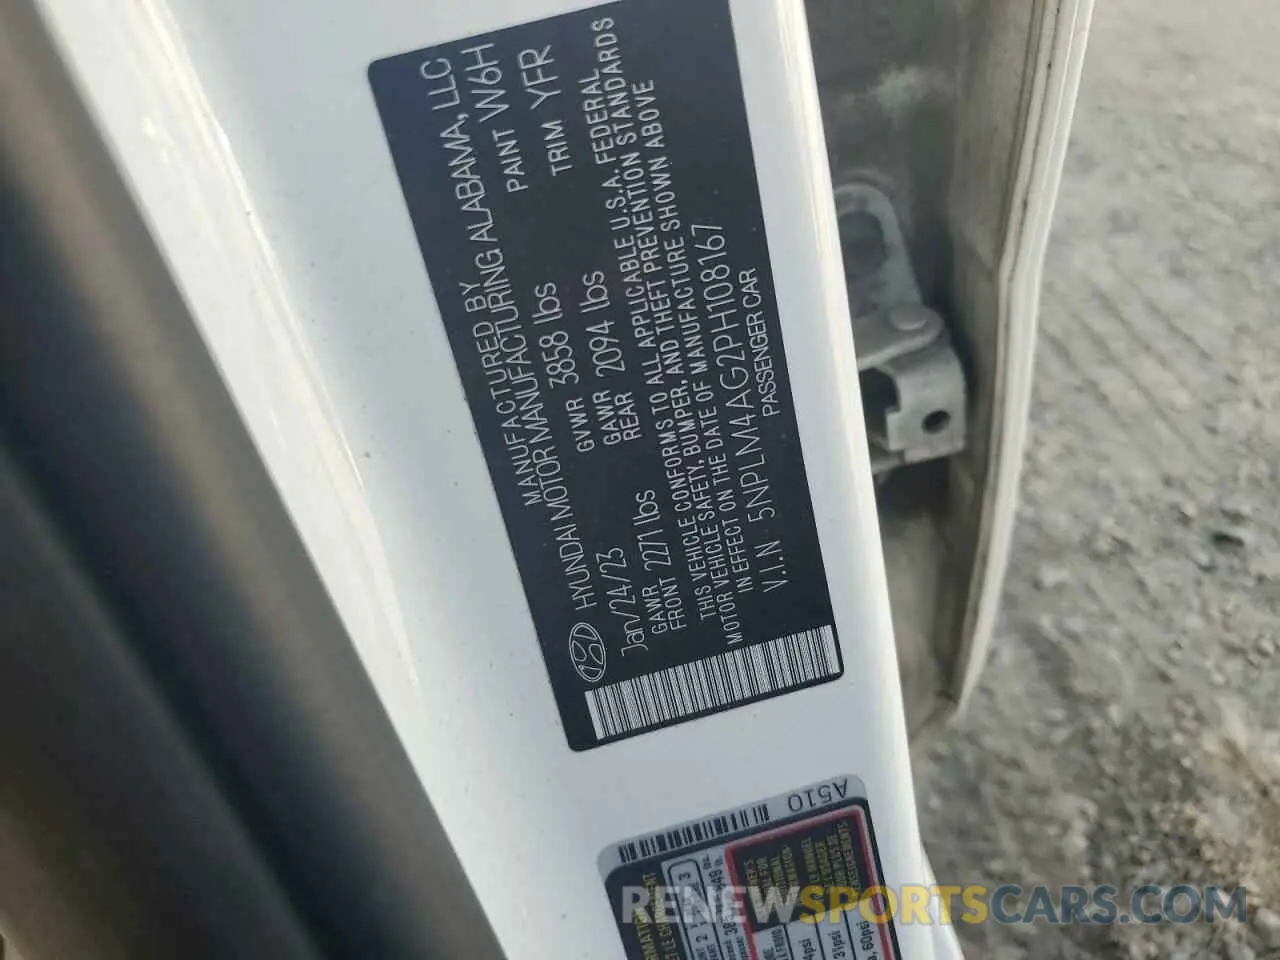 MANUFACTURED BY
HYUNDAI MOTOR MANUFACTURING ALABAMA, LLC
Jan/24/23 GVWR 3858 lbs PAINT W6H
GAWR FRONT 2271 lbs GAWR REAR 2094 lbs TRIM YFR
THIS VEHICLE CONFORMS TO ALL APPLICABLE U.S.A. FEDERAL
MOTOR VEHICLE SAFETY, BUMPER, AND THEFT PREVENTION STANDARDS
IN EFFECT ON THE DATE OF MANUFACTURE SHOWN ABOVE
V.I.N 5NPLM4AG2PH108167
PASSENGER CAR
A510
RENEWSPORTSCARS.COM